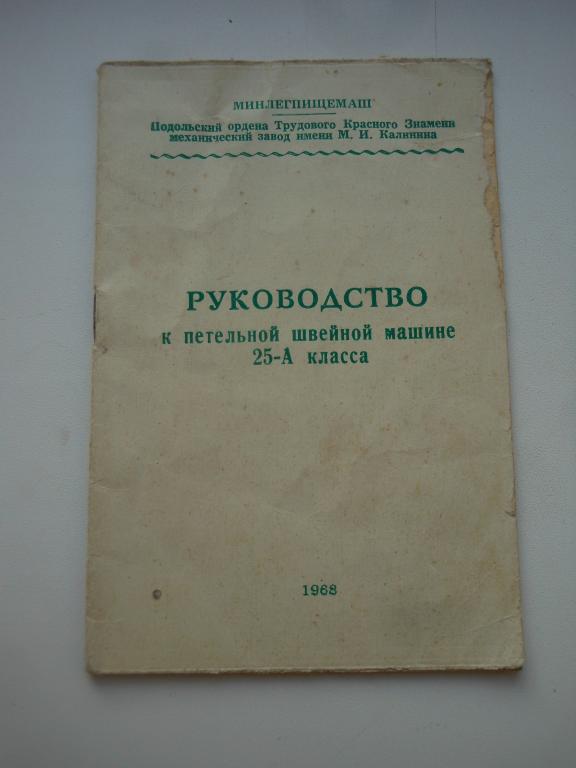 МИНЛЕГПИЩЕМАШ
Подольский ордена Трудового Красного Знамени
механический завод имени М. И. Калинина
РУКОВОДСТВО
к петельной швейной машине
25-А класса
1968